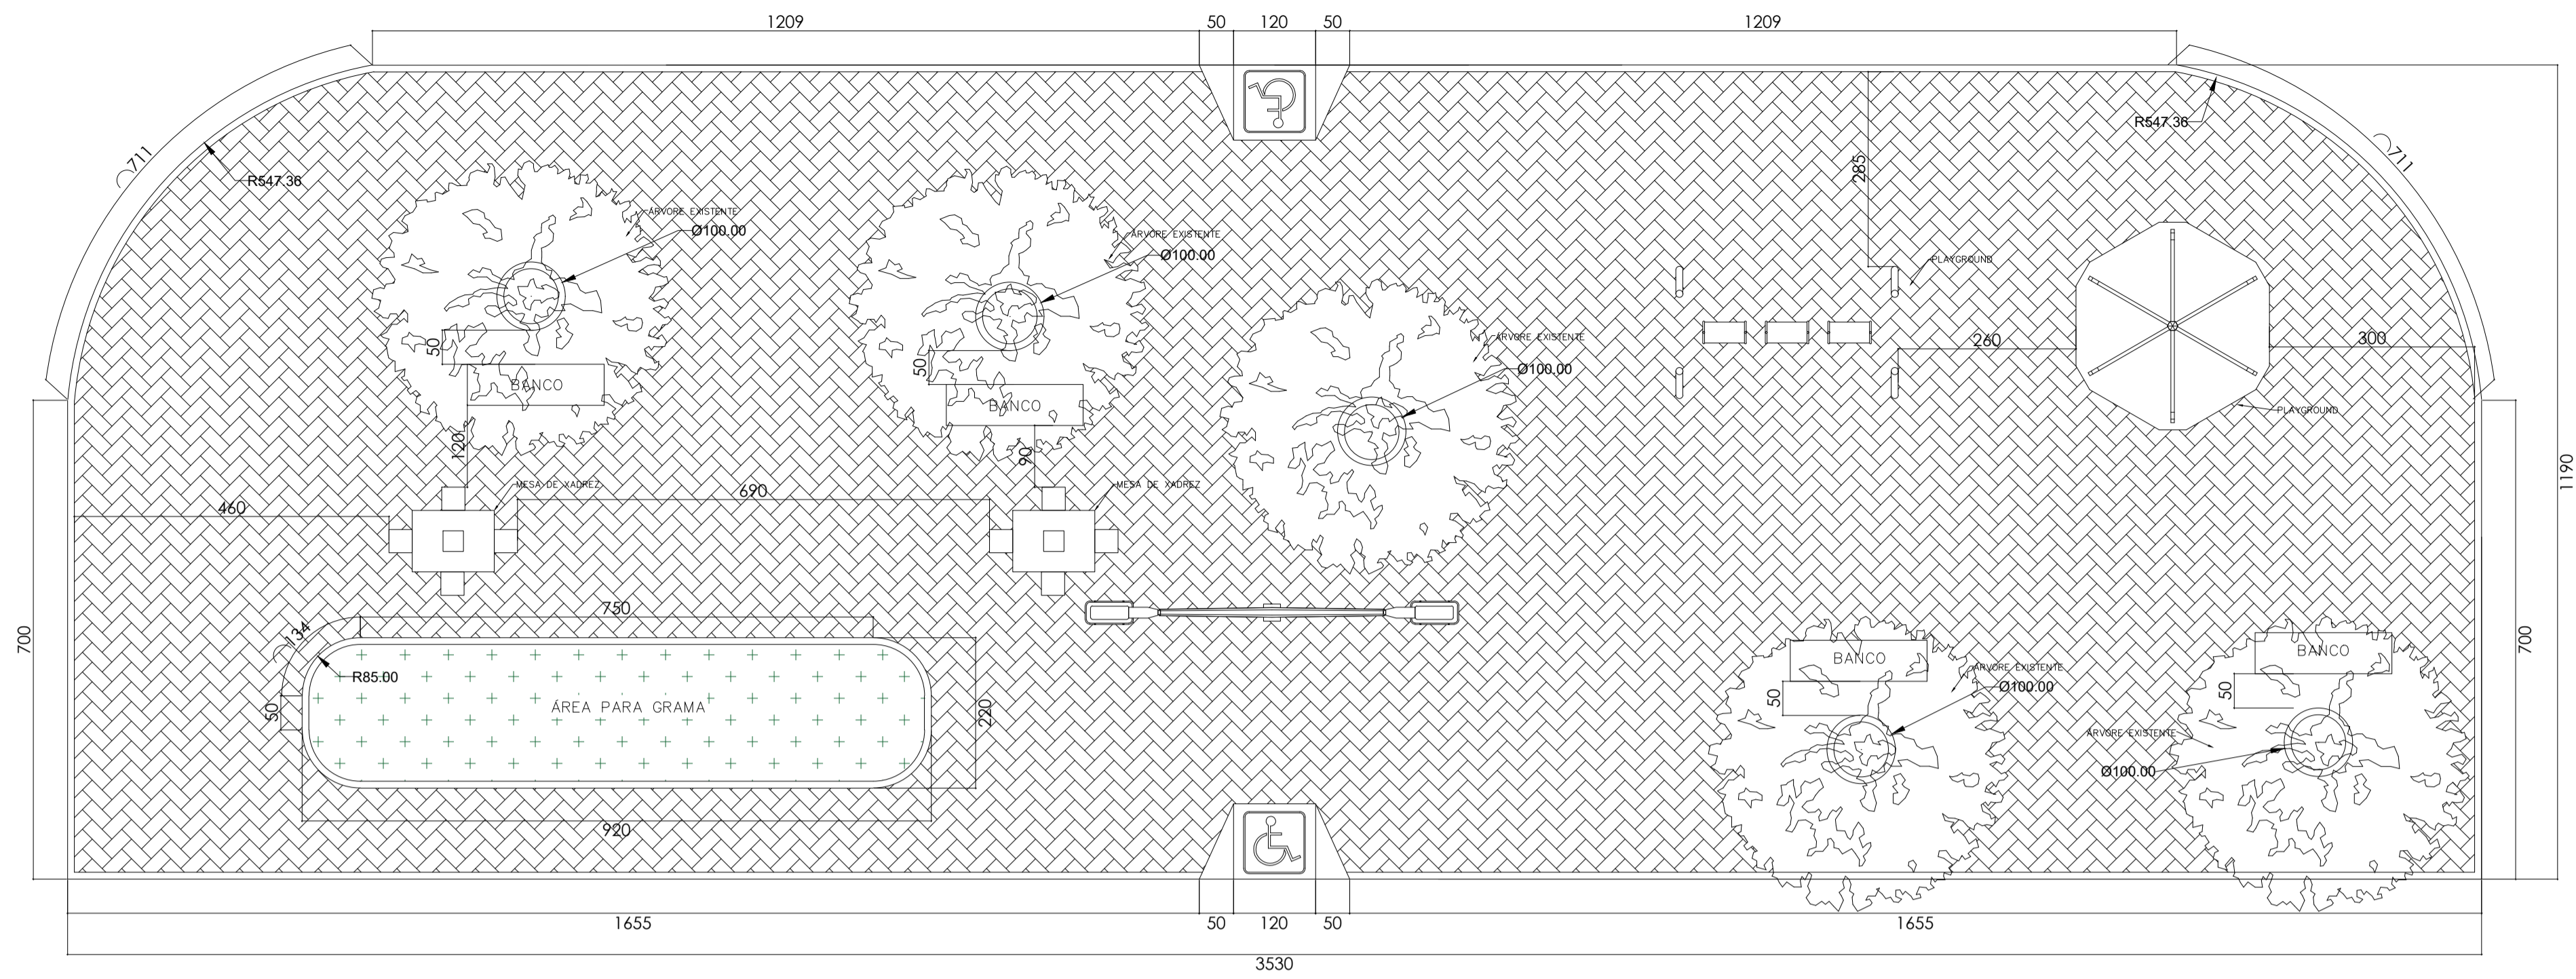 1209
50
120
50
1209
711
R547.36
285
R547.36
711
ÁRVORE EXISTENTE
Ø100.00
ÁRVORE EXISTENTE
Ø100.00
PLAYGROUND
ÁRVORE EXISTENTE
Ø100.00
50
BANCO
50
BANCO
260
300
PLAYGROUND
120
90
1190
460
MESA DE XADREZ
690
MESA DE XADREZ
750
134
R85.00
50
ÁREA PARA GRAMA
220
920
700
BANCO
ÁRVORE EXISTENTE
Ø100.00
50
BANCO
50
ÁRVORE EXISTENTE
Ø100.00
700
1655
50
120
50
1655
3530